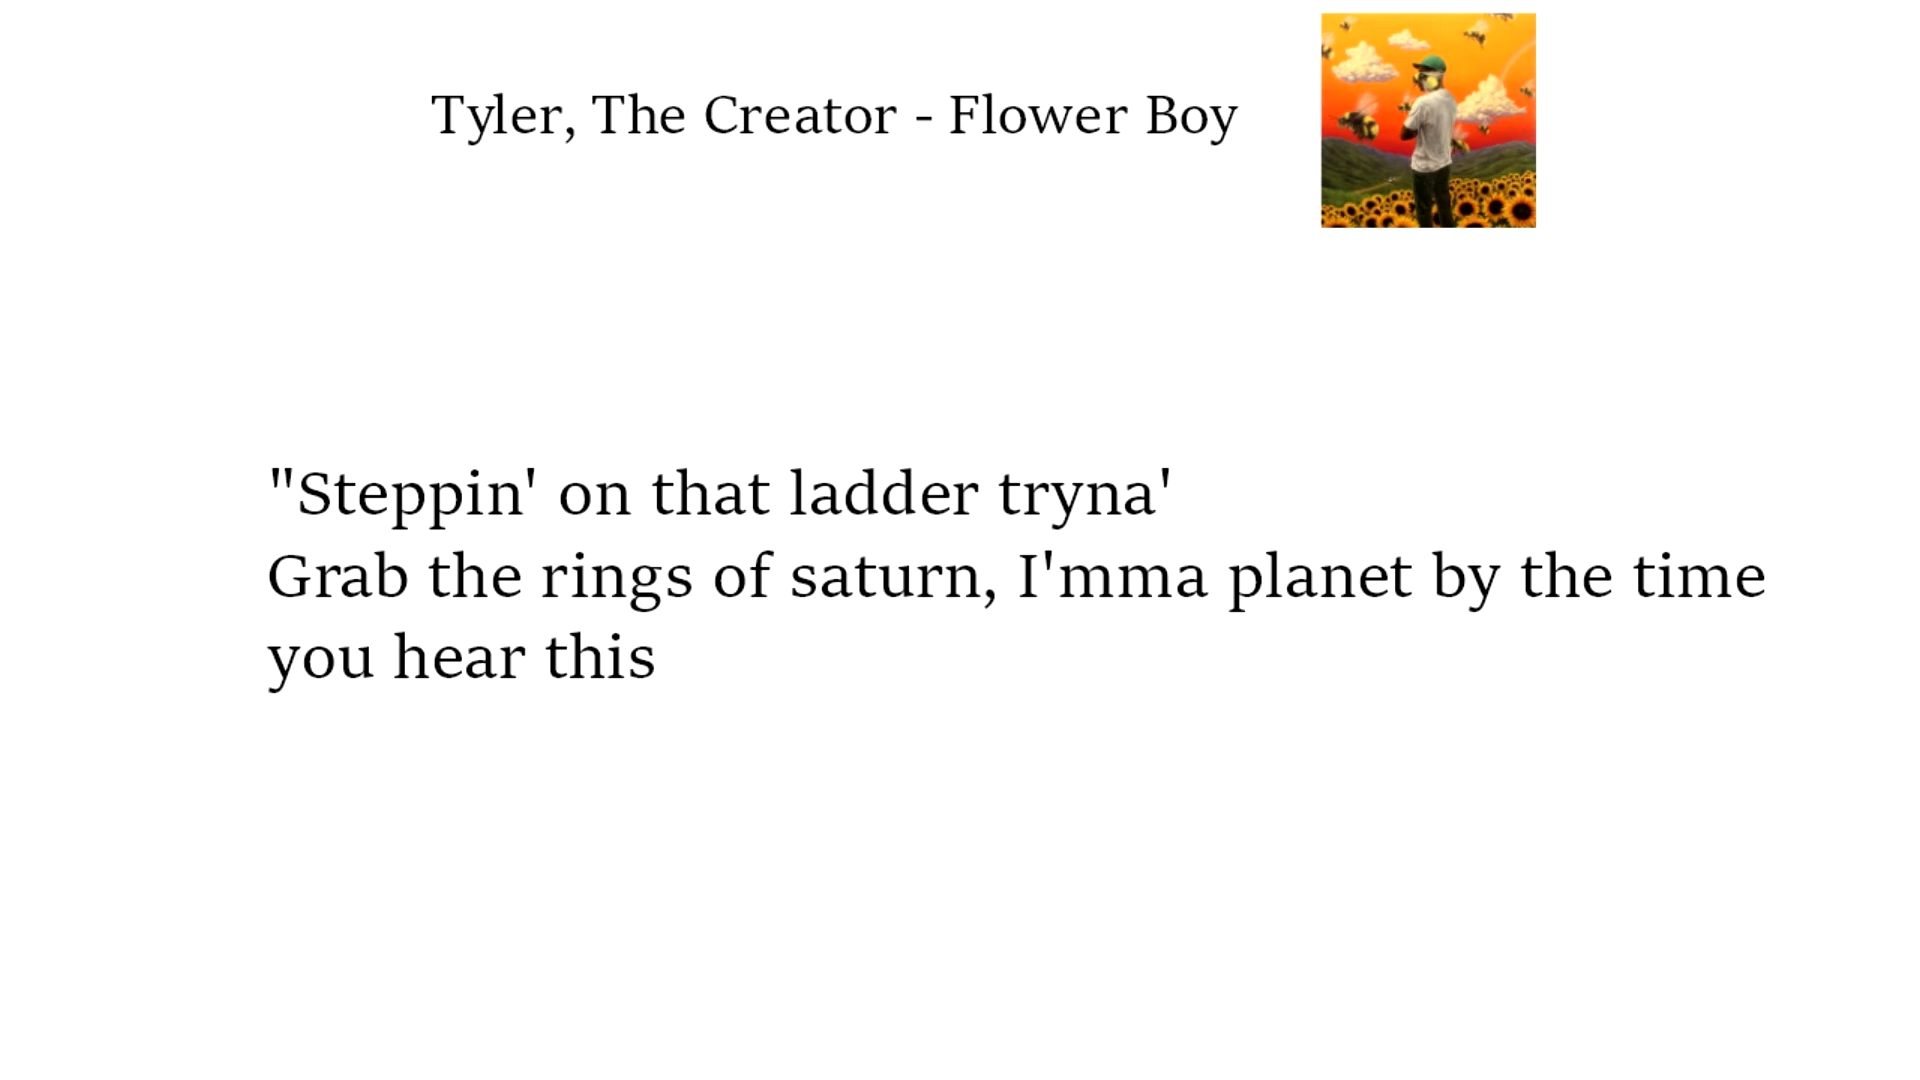 Tyler, The Creator - Flower Boy
"Steppin' on that ladder tryna'
Grab the rings of saturn, I'mma planet by the time
you hear this